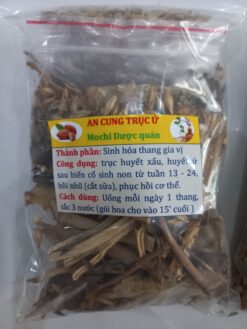 AN CUNG TRỤC Ứ
Mochi Dược quán
Thành phần: Sinh hóa thang gia vị
Công dụng: trục huyết xấu, huyết ứ
sau biến cố sinh non từ tuần 13 - 24,
hồi nhũ (cắt sữa), phục hồi cơ thể.
Cách dùng: Uống mỗi ngày 1 thang,
sắc 3 nước (gói hoa cho vào 15' cuối )